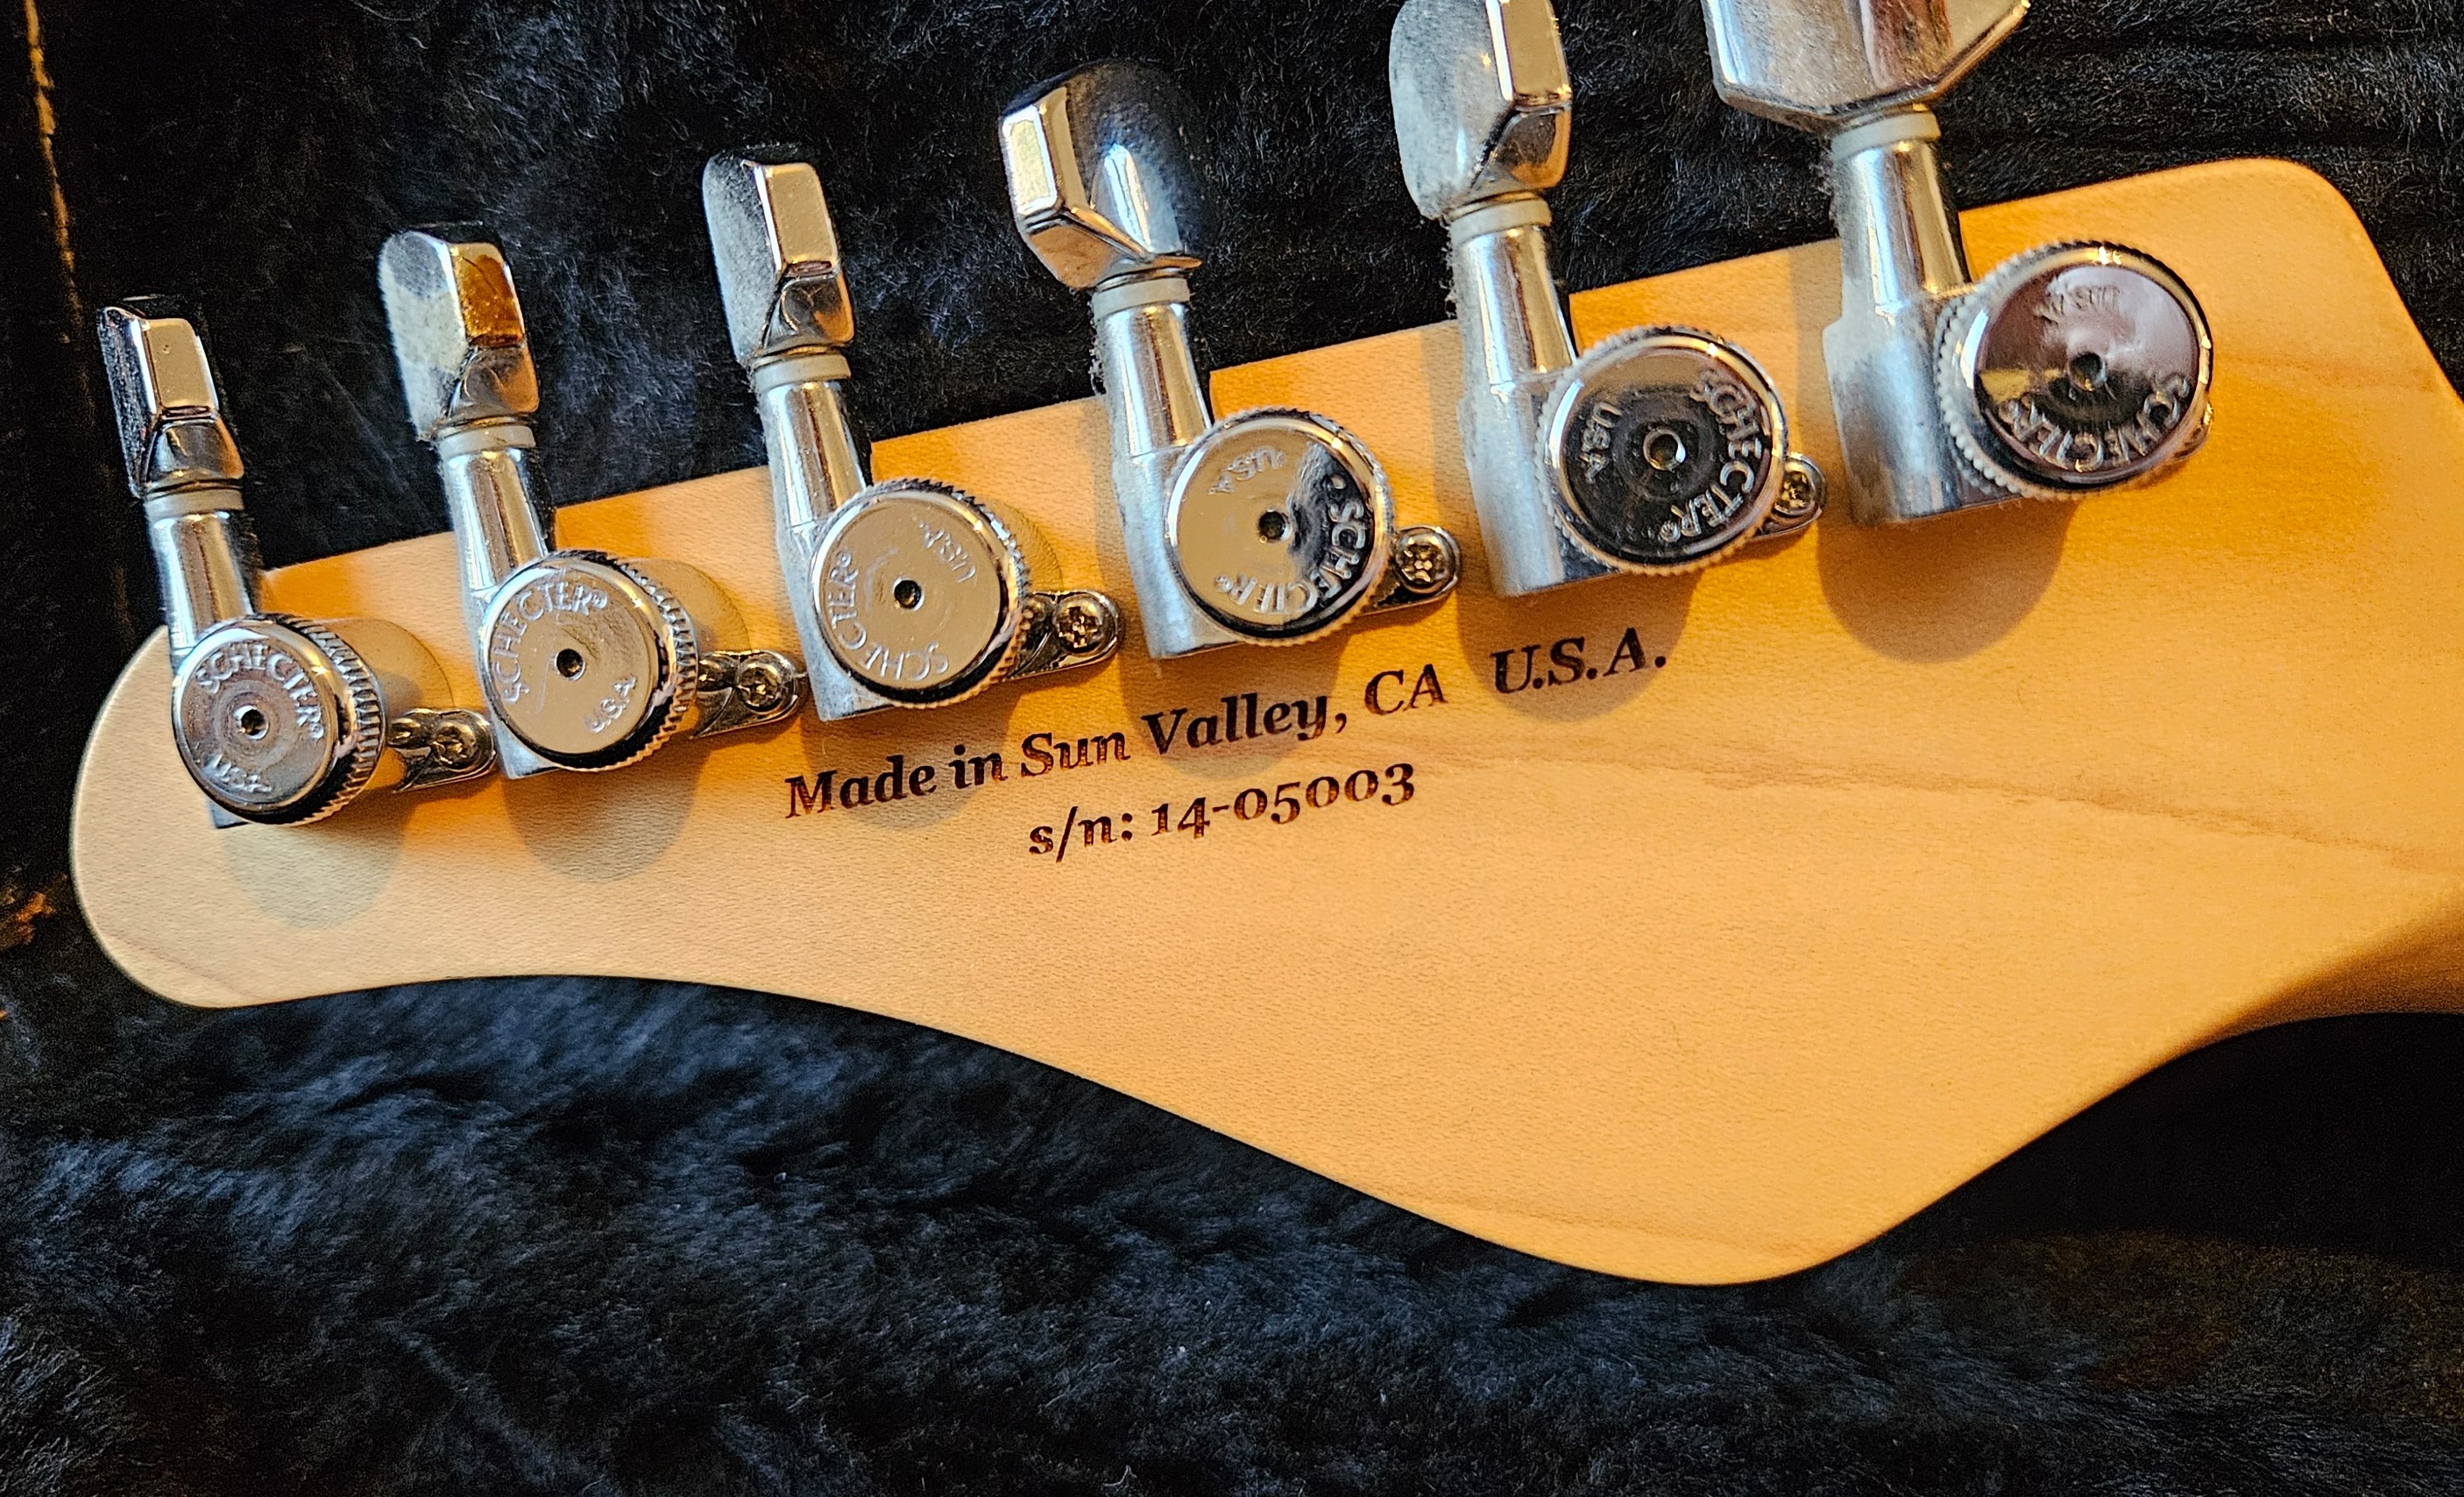 SCHECTER®
U.S.A
SCHECTER®
U.S.A
SCHECTER®
U.S.A.
SCHECTER®
U.S.A
SCHECTER®
U.S.A
SCHECTER®
U.S.A.
Made in Sun Valley, CA U.S.A.
s/n: 14-05003